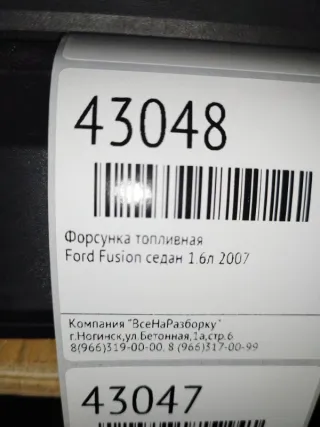 43048
Форсунка топливная
Ford Fusion седан 1.6л 2007
Компания "ВсеНаРазборку"
г.Ногинск,ул.Бетонная,1а,стр.6
8(966)319-00-00, 8 (966)317-00-99
43047